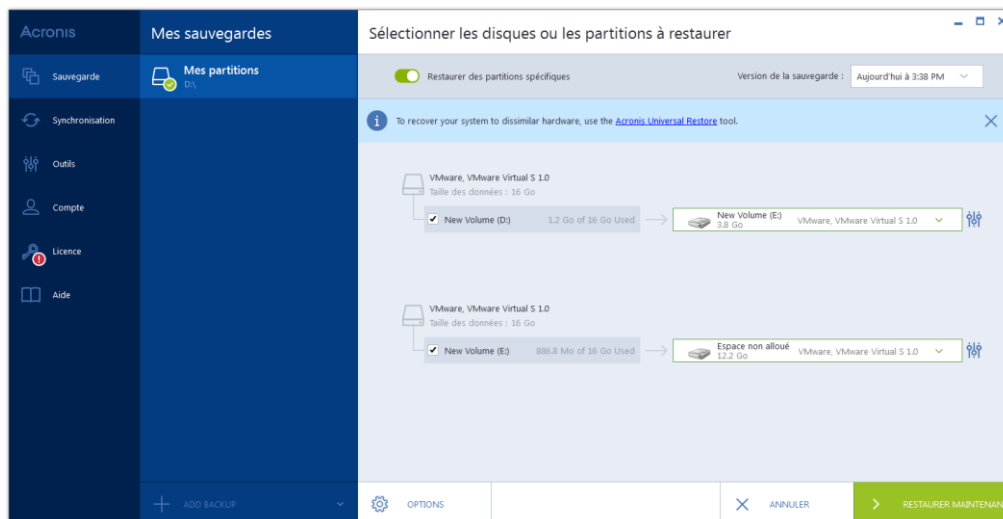 Acronis
Sauvegarde
Synchronisation
Outils
Compte
Licence
Aide
Mes sauvegardes
Mes partitions
D:\
ADD BACKUP
Sélectionner les disques ou les partitions à restaurer
Restaurer des partitions spécifiques
Version de la sauvegarde :
Aujourd'hui à 3:38 PM
To recover your system to dissimilar hardware, use the Acronis Universal Restore tool.
VMware, VMware Virtual S 1.0
Taille des données : 16 Go
New Volume (D:) 1.2 Go of 16 Go Used
New Volume (E:) VMware, VMware Virtual S 1.0
3.8 Go
VMware, VMware Virtual S 1.0
Taille des données : 16 Go
New Volume (E:) 886.8 Mo of 16 Go Used
Espace non alloué VMware, VMware Virtual S 1.0
12.2 Go
OPTIONS
ANNULER
RESTAURER MAINTENAN